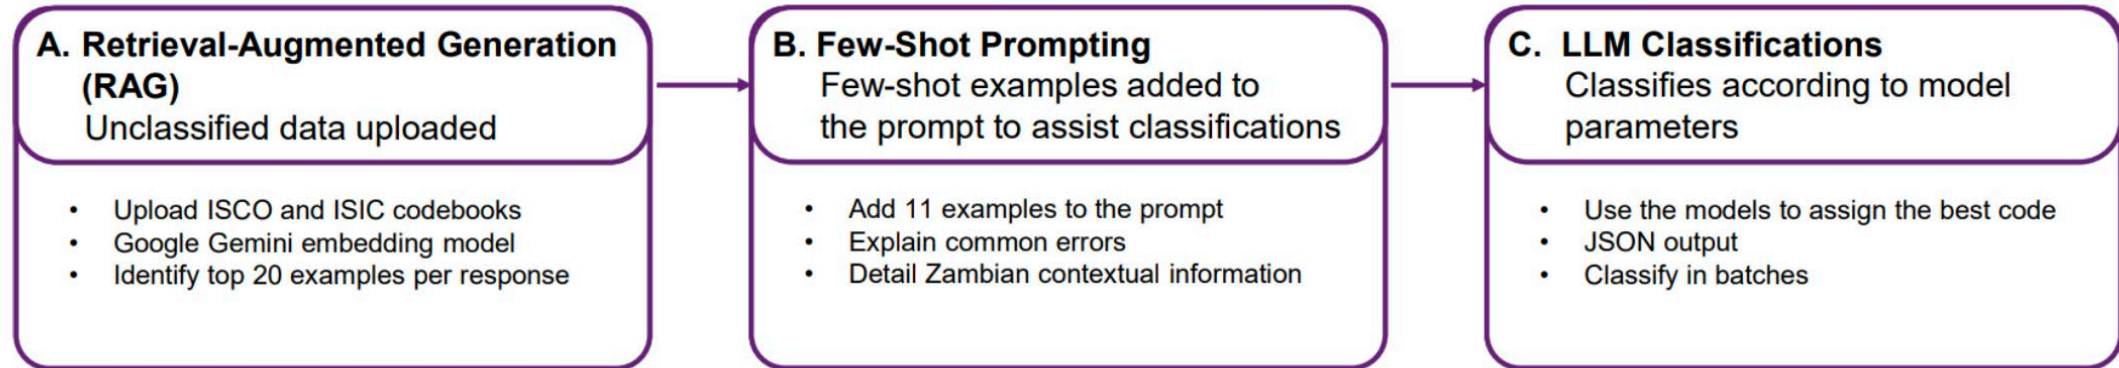 A. Retrieval-Augmented Generation
(RAG)
Unclassified data uploaded
• Upload ISCO and ISIC codebooks
• Google Gemini embedding model
• Identify top 20 examples per response
B. Few-Shot Prompting
Few-shot examples added to
the prompt to assist classifications
• Add 11 examples to the prompt
• Explain common errors
• Detail Zambian contextual information
C. LLM Classifications
Classifies according to model
parameters
• Use the models to assign the best code
• JSON output
• Classify in batches